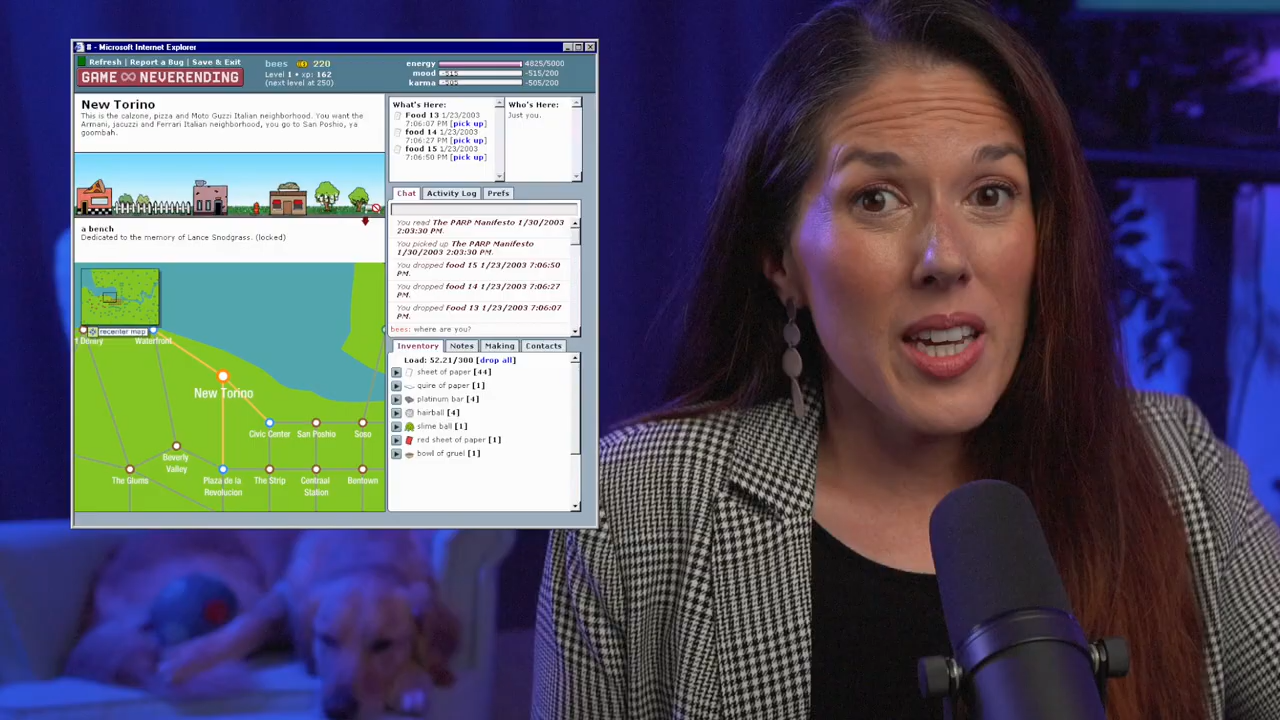 g - Microsoft Internet Explorer
Refresh | Report a Bug | Save & Exit
GAME NEVERENDING
bees 220
Level 1 • xp: 162
(next level at 250)
energy 4825/5000
mood -515 -515/200
karma -505 -505/200
New Torino
This is the calzone, pizza and Moto Guzzi Italian neighborhood. You want the
Armani, jacuzzi and Ferrari Italian neighborhood, you go to San Poshio, ya
goombah.
a bench
Dedicated to the memory of Lance Snodgrass. (locked)
recenter map
Waterfront
New Torino
Civic Center
San Poshio
Soso
Beverly
Valley
The Glums
Plaza de la
Revolucion
The Strip
Centraal
Station
Bentown
What's Here:
Food 13 1/23/2003
7:06:07 PM [pick up]
food 14 1/23/2003
7:06:27 PM [pick up]
food 15 1/23/2003
7:06:50 PM [pick up]
Who's Here:
Just you.
Chat Activity Log Prefs
You read The PARP Manifesto 1/30/2003
2:03:30 PM.
You picked up The PARP Manifesto
1/30/2003 2:03:30 PM.
You dropped food 15 1/23/2003 7:06:50
PM.
You dropped food 14 1/23/2003 7:06:27
PM.
You dropped Food 13 1/23/2003 7:06:07
PM.
bees: where are you?
Inventory Notes Making Contacts
Load: 52.21/300 [drop all]
sheet of paper [44]
quire of paper [1]
platinum bar [4]
hairball [4]
slime ball [1]
red sheet of paper [1]
bowl of gruel [1]